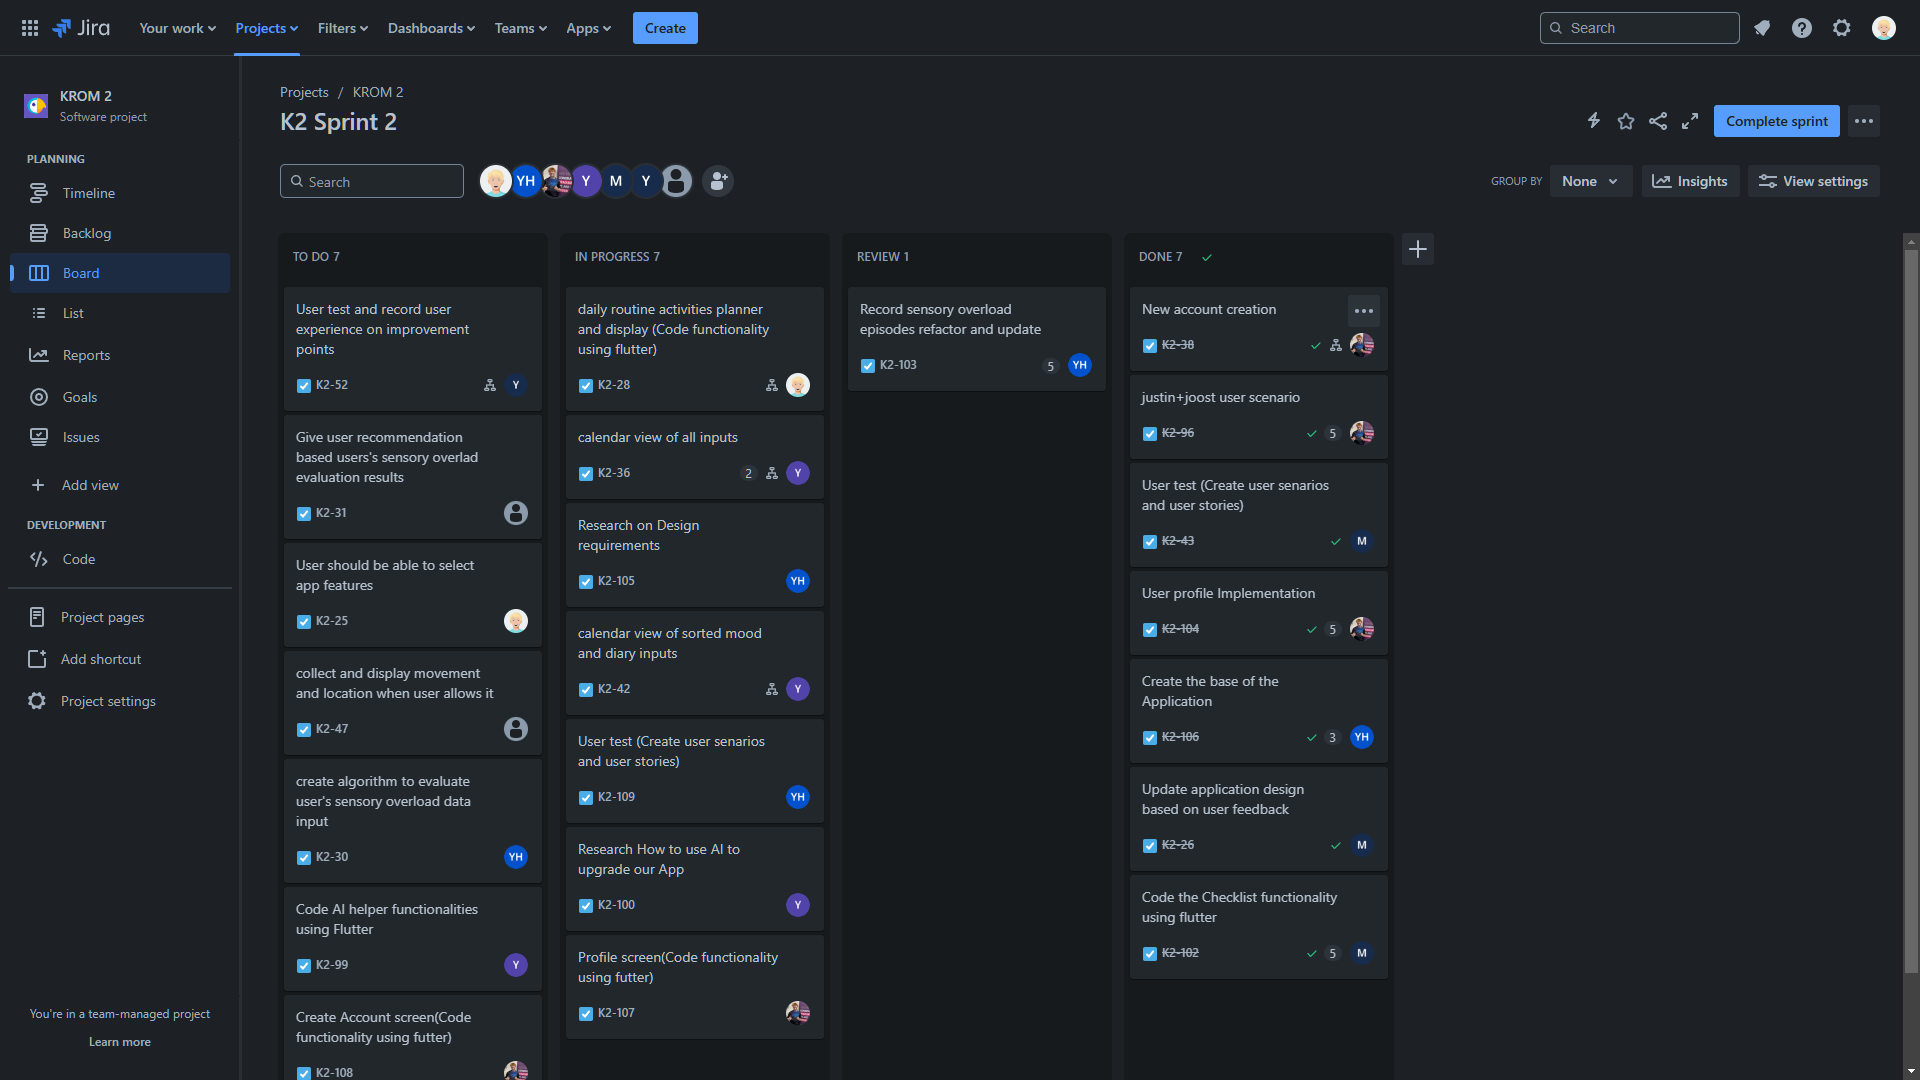 Jira
Your work
Projects
Filters
Dashboards
Teams
Apps
Create
Search
KROM 2
Software project
PLANNING
Timeline
Backlog
Board
List
Reports
Goals
Issues
Add view
DEVELOPMENT
Code
Project pages
Add shortcut
Project settings
You're in a team-managed project
Learn more
Projects / KROM 2
K2 Sprint 2
Complete sprint
Search
YH Y M Y
GROUP BY None
Insights
View settings
TO DO 7
User test and record user
experience on improvement
points
K2-52 Y
Give user recommendation
based users's sensory overlad
evaluation results
K2-31
User should be able to select
app features
K2-25
collect and display movement
and location when user allows it
K2-47
create algorithm to evaluate
user's sensory overload data
input
K2-30 YH
Code AI helper functionalities
using Flutter
K2-99 Y
Create Account screen(Code
functionality using futter)
K2-108
IN PROGRESS 7
daily routine activities planner
and display (Code functionality
using flutter)
K2-28
calendar view of all inputs
K2-36 2 Y
Research on Design
requirements
K2-105 YH
calendar view of sorted mood
and diary inputs
K2-42 Y
User test (Create user senarios
and user stories)
K2-109 YH
Research How to use AI to
upgrade our App
K2-100 Y
Profile screen(Code functionality
using futter)
K2-107
REVIEW 1
Record sensory overload
episodes refactor and update
K2-103 5 YH
DONE 7
New account creation
K2-38
justin+joost user scenario
K2-96 5
User test (Create user senarios
and user stories)
K2-43 M
User profile Implementation
K2-104 5
Create the base of the
Application
K2-106 3 YH
Update application design
based on user feedback
K2-26 M
Code the Checklist functionality
using flutter
K2-102 5 M